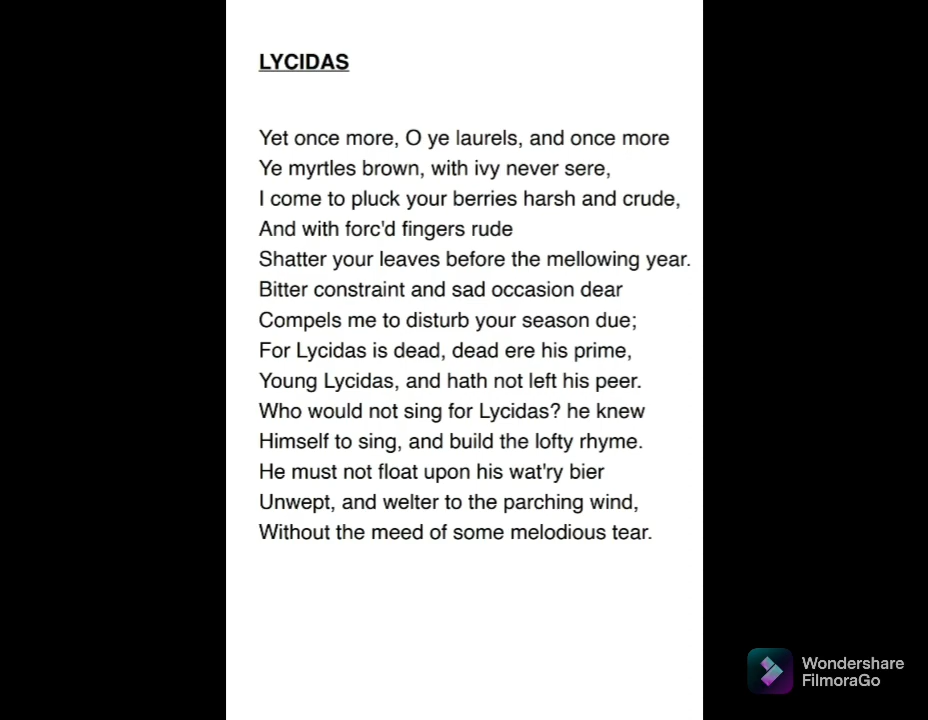 LYCIDAS
Yet once more, O ye laurels, and once more
Ye myrtles brown, with ivy never sere,
I come to pluck your berries harsh and crude,
And with forc'd fingers rude
Shatter your leaves before the mellowing year.
Bitter constraint and sad occasion dear
Compels me to disturb your season due;
For Lycidas is dead, dead ere his prime,
Young Lycidas, and hath not left his peer.
Who would not sing for Lycidas? he knew
Himself to sing, and build the lofty rhyme.
He must not float upon his wat'ry bier
Unwept, and welter to the parching wind,
Without the meed of some melodious tear.
Wondershare
FilmoraGo